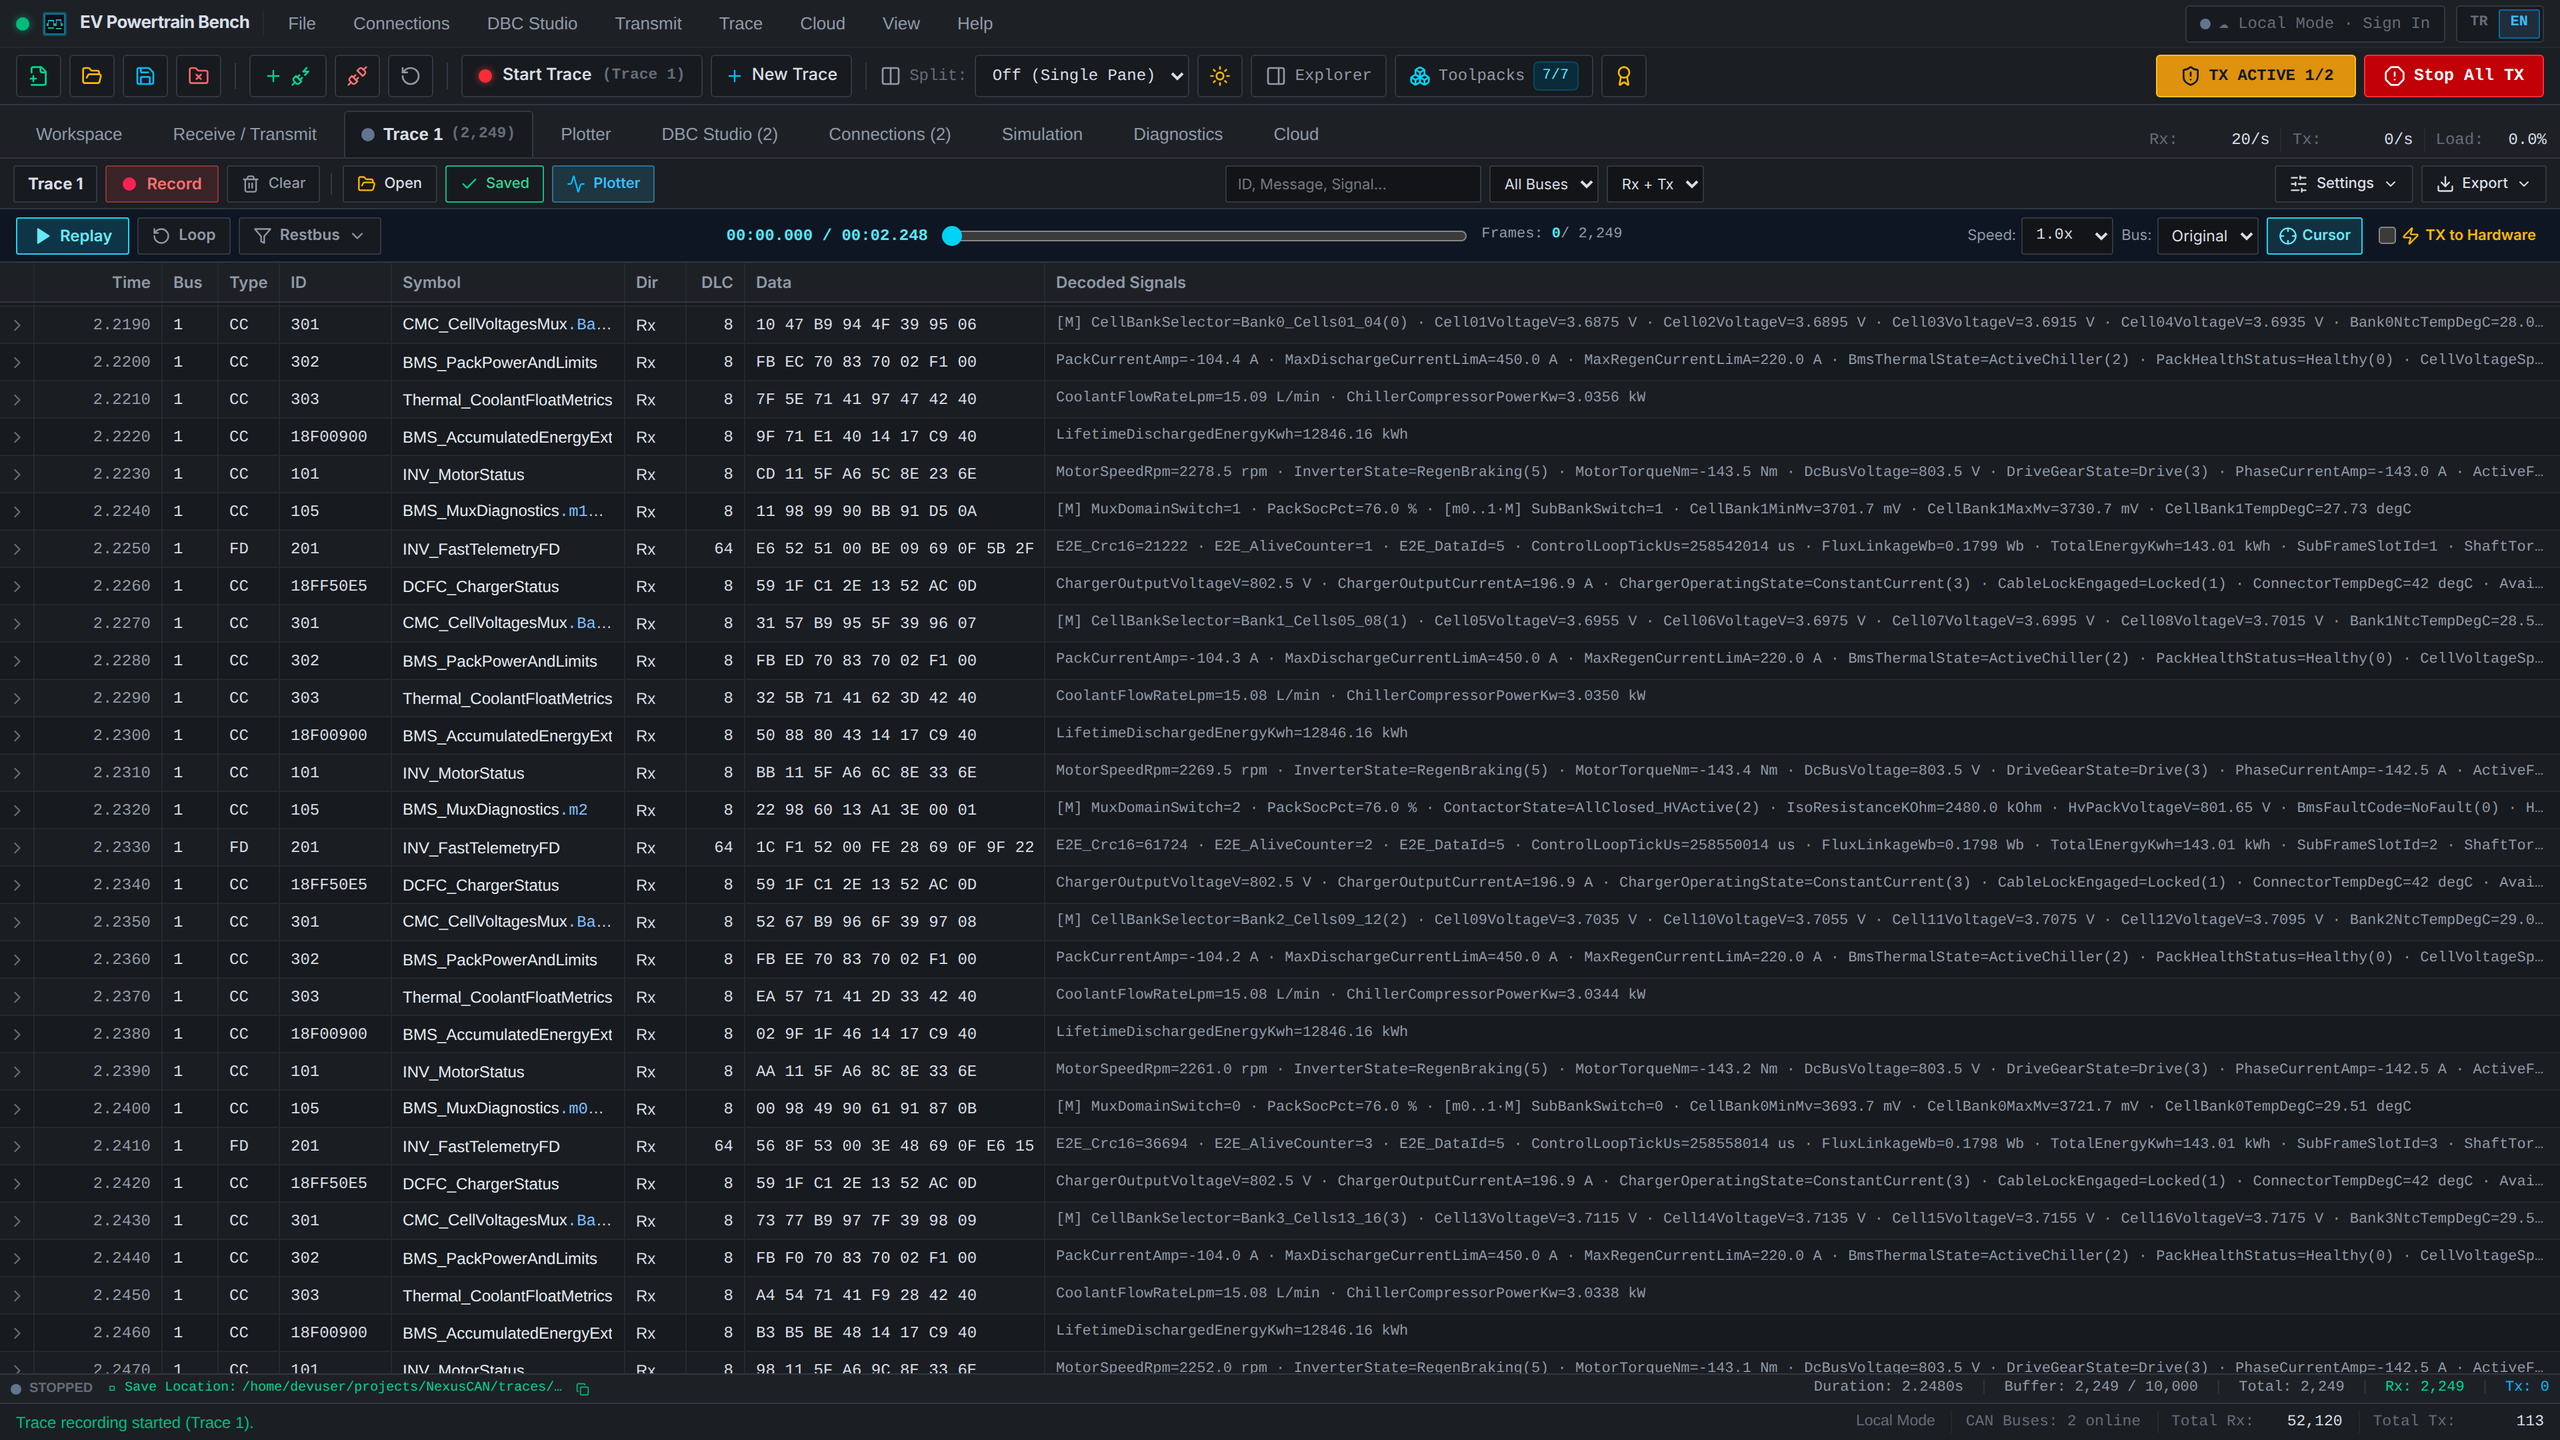 EV Powertrain Bench File Connections DBC Studio Transmit Trace Cloud View Help Local Mode · Sign In TR EN
Start Trace (Trace 1) New Trace Split: Off (Single Pane) Explorer Toolpacks 7/7 TX ACTIVE 1/2 Stop All TX
Workspace Receive / Transmit Trace 1 (2,249) Plotter DBC Studio (2) Connections (2) Simulation Diagnostics Cloud Rx: 20/s Tx: 0/s Load: 0.0%
Trace 1 Record Clear Open Saved Plotter ID, Message, Signal... All Buses Rx + Tx Settings Export
Replay Loop Restbus 00:00.000 / 00:02.248 Frames: 0/ 2,249 Speed: 1.0x Bus: Original Cursor TX to Hardware
Time Bus Type ID Symbol Dir DLC Data Decoded Signals
2.2190 1 CC 301 CMC_CellVoltagesMux.Ba... Rx 8 10 47 B9 94 4F 39 95 06 [M] CellBankSelector=Bank0_Cells01_04(0) · Cell01VoltageV=3.6875 V · Cell02VoltageV=3.6895 V · Cell03VoltageV=3.6915 V · Cell04VoltageV=3.6935 V · Bank0NtcTempDegC=28.0…
2.2200 1 CC 302 BMS_PackPowerAndLimits Rx 8 FB EC 70 83 70 02 F1 00 PackCurrentAmp=-104.4 A · MaxDischargeCurrentLimA=450.0 A · MaxRegenCurrentLimA=220.0 A · BmsThermalState=ActiveChiller(2) · PackHealthStatus=Healthy(0) · CellVoltageSp…
2.2210 1 CC 303 Thermal_CoolantFloatMetrics Rx 8 7F 5E 71 41 97 47 42 40 CoolantFlowRateLpm=15.09 L/min · ChillerCompressorPowerKw=3.0356 kW
2.2220 1 CC 18F00900 BMS_AccumulatedEnergyExt Rx 8 9F 71 E1 40 14 17 C9 40 LifetimeDischargedEnergyKwh=12846.16 kWh
2.2230 1 CC 101 INV_MotorStatus Rx 8 CD 11 5F A6 5C 8E 23 6E MotorSpeedRpm=2278.5 rpm · InverterState=RegenBraking(5) · MotorTorqueNm=-143.5 Nm · DcBusVoltage=803.5 V · DriveGearState=Drive(3) · PhaseCurrentAmp=-143.0 A · ActiveF…
2.2240 1 CC 105 BMS_MuxDiagnostics.m1... Rx 8 11 98 99 90 BB 91 D5 0A [M] MuxDomainSwitch=1 · PackSocPct=76.0 % · [m0..1·M] SubBankSwitch=1 · CellBank1MinMv=3701.7 mV · CellBank1MaxMv=3730.7 mV · CellBank1TempDegC=27.73 degC
2.2250 1 FD 201 INV_FastTelemetryFD Rx 64 E6 52 51 00 BE 09 69 0F 5B 2F E2E_Crc16=21222 · E2E_AliveCounter=1 · E2E_DataId=5 · ControlLoopTickUs=258542014 us · FluxLinkageWb=0.1799 Wb · TotalEnergyKwh=143.01 kWh · SubFrameSlotId=1 · ShaftTor…
2.2260 1 CC 18FF50E5 DCFC_ChargerStatus Rx 8 59 1F C1 2E 13 52 AC 0D ChargerOutputVoltageV=802.5 V · ChargerOutputCurrentA=196.9 A · ChargerOperatingState=ConstantCurrent(3) · CableLockEngaged=Locked(1) · ConnectorTempDegC=42 degC · Avai…
2.2270 1 CC 301 CMC_CellVoltagesMux.Ba... Rx 8 31 57 B9 95 5F 39 96 07 [M] CellBankSelector=Bank1_Cells05_08(1) · Cell05VoltageV=3.6955 V · Cell06VoltageV=3.6975 V · Cell07VoltageV=3.6995 V · Cell08VoltageV=3.7015 V · Bank1NtcTempDegC=28.5…
2.2280 1 CC 302 BMS_PackPowerAndLimits Rx 8 FB ED 70 83 70 02 F1 00 PackCurrentAmp=-104.3 A · MaxDischargeCurrentLimA=450.0 A · MaxRegenCurrentLimA=220.0 A · BmsThermalState=ActiveChiller(2) · PackHealthStatus=Healthy(0) · CellVoltageSp…
2.2290 1 CC 303 Thermal_CoolantFloatMetrics Rx 8 32 5B 71 41 62 3D 42 40 CoolantFlowRateLpm=15.08 L/min · ChillerCompressorPowerKw=3.0350 kW
2.2300 1 CC 18F00900 BMS_AccumulatedEnergyExt Rx 8 50 88 80 43 14 17 C9 40 LifetimeDischargedEnergyKwh=12846.16 kWh
2.2310 1 CC 101 INV_MotorStatus Rx 8 BB 11 5F A6 6C 8E 33 6E MotorSpeedRpm=2269.5 rpm · InverterState=RegenBraking(5) · MotorTorqueNm=-143.4 Nm · DcBusVoltage=803.5 V · DriveGearState=Drive(3) · PhaseCurrentAmp=-142.5 A · ActiveF…
2.2320 1 CC 105 BMS_MuxDiagnostics.m2 Rx 8 22 98 60 13 A1 3E 00 01 [M] MuxDomainSwitch=2 · PackSocPct=76.0 % · ContactorState=AllClosed_HVActive(2) · IsoResistanceKOhm=2480.0 kOhm · HvPackVoltageV=801.65 V · BmsFaultCode=NoFault(0) · H…
2.2330 1 FD 201 INV_FastTelemetryFD Rx 64 1C F1 52 00 FE 28 69 0F 9F 22 E2E_Crc16=61724 · E2E_AliveCounter=2 · E2E_DataId=5 · ControlLoopTickUs=258550014 us · FluxLinkageWb=0.1798 Wb · TotalEnergyKwh=143.01 kWh · SubFrameSlotId=2 · ShaftTor…
2.2340 1 CC 18FF50E5 DCFC_ChargerStatus Rx 8 59 1F C1 2E 13 52 AC 0D ChargerOutputVoltageV=802.5 V · ChargerOutputCurrentA=196.9 A · ChargerOperatingState=ConstantCurrent(3) · CableLockEngaged=Locked(1) · ConnectorTempDegC=42 degC · Avai…
2.2350 1 CC 301 CMC_CellVoltagesMux.Ba... Rx 8 52 67 B9 96 6F 39 97 08 [M] CellBankSelector=Bank2_Cells09_12(2) · Cell09VoltageV=3.7035 V · Cell10VoltageV=3.7055 V · Cell11VoltageV=3.7075 V · Cell12VoltageV=3.7095 V · Bank2NtcTempDegC=29.0…
2.2360 1 CC 302 BMS_PackPowerAndLimits Rx 8 FB EE 70 83 70 02 F1 00 PackCurrentAmp=-104.2 A · MaxDischargeCurrentLimA=450.0 A · MaxRegenCurrentLimA=220.0 A · BmsThermalState=ActiveChiller(2) · PackHealthStatus=Healthy(0) · CellVoltageSp…
2.2370 1 CC 303 Thermal_CoolantFloatMetrics Rx 8 EA 57 71 41 2D 33 42 40 CoolantFlowRateLpm=15.08 L/min · ChillerCompressorPowerKw=3.0344 kW
2.2380 1 CC 18F00900 BMS_AccumulatedEnergyExt Rx 8 02 9F 1F 46 14 17 C9 40 LifetimeDischargedEnergyKwh=12846.16 kWh
2.2390 1 CC 101 INV_MotorStatus Rx 8 AA 11 5F A6 8C 8E 33 6E MotorSpeedRpm=2261.0 rpm · InverterState=RegenBraking(5) · MotorTorqueNm=-143.2 Nm · DcBusVoltage=803.5 V · DriveGearState=Drive(3) · PhaseCurrentAmp=-142.5 A · ActiveF…
2.2400 1 CC 105 BMS_MuxDiagnostics.m0... Rx 8 00 98 49 90 61 91 87 0B [M] MuxDomainSwitch=0 · PackSocPct=76.0 % · [m0..1·M] SubBankSwitch=0 · CellBank0MinMv=3693.7 mV · CellBank0MaxMv=3721.7 mV · CellBank0TempDegC=29.51 degC
2.2410 1 FD 201 INV_FastTelemetryFD Rx 64 56 8F 53 00 3E 48 69 0F E6 15 E2E_Crc16=36694 · E2E_AliveCounter=3 · E2E_DataId=5 · ControlLoopTickUs=258558014 us · FluxLinkageWb=0.1798 Wb · TotalEnergyKwh=143.01 kWh · SubFrameSlotId=3 · ShaftTor…
2.2420 1 CC 18FF50E5 DCFC_ChargerStatus Rx 8 59 1F C1 2E 13 52 AC 0D ChargerOutputVoltageV=802.5 V · ChargerOutputCurrentA=196.9 A · ChargerOperatingState=ConstantCurrent(3) · CableLockEngaged=Locked(1) · ConnectorTempDegC=42 degC · Avai…
2.2430 1 CC 301 CMC_CellVoltagesMux.Ba... Rx 8 73 77 B9 97 7F 39 98 09 [M] CellBankSelector=Bank3_Cells13_16(3) · Cell13VoltageV=3.7115 V · Cell14VoltageV=3.7135 V · Cell15VoltageV=3.7155 V · Cell16VoltageV=3.7175 V · Bank3NtcTempDegC=29.5…
2.2440 1 CC 302 BMS_PackPowerAndLimits Rx 8 FB F0 70 83 70 02 F1 00 PackCurrentAmp=-104.0 A · MaxDischargeCurrentLimA=450.0 A · MaxRegenCurrentLimA=220.0 A · BmsThermalState=ActiveChiller(2) · PackHealthStatus=Healthy(0) · CellVoltageSp…
2.2450 1 CC 303 Thermal_CoolantFloatMetrics Rx 8 A4 54 71 41 F9 28 42 40 CoolantFlowRateLpm=15.08 L/min · ChillerCompressorPowerKw=3.0338 kW
2.2460 1 CC 18F00900 BMS_AccumulatedEnergyExt Rx 8 B3 B5 BE 48 14 17 C9 40 LifetimeDischargedEnergyKwh=12846.16 kWh
2.2470 1 CC 101 INV_MotorStatus Rx 8 98 11 5F A6 9C 8E 33 6E MotorSpeedRpm=2252.0 rpm · InverterState=RegenBraking(5) · MotorTorqueNm=-143.1 Nm · DcBusVoltage=803.5 V · DriveGearState=Drive(3) · PhaseCurrentAmp=-142.5 A · ActiveF…
STOPPED Save Location: /home/devuser/projects/NexusCAN/traces/… Duration: 2.2480s Buffer: 2,249 / 10,000 Total: 2,249 Rx: 2,249 Tx: 0
Trace recording started (Trace 1). Local Mode CAN Buses: 2 online Total Rx: 52,120 Total Tx: 113